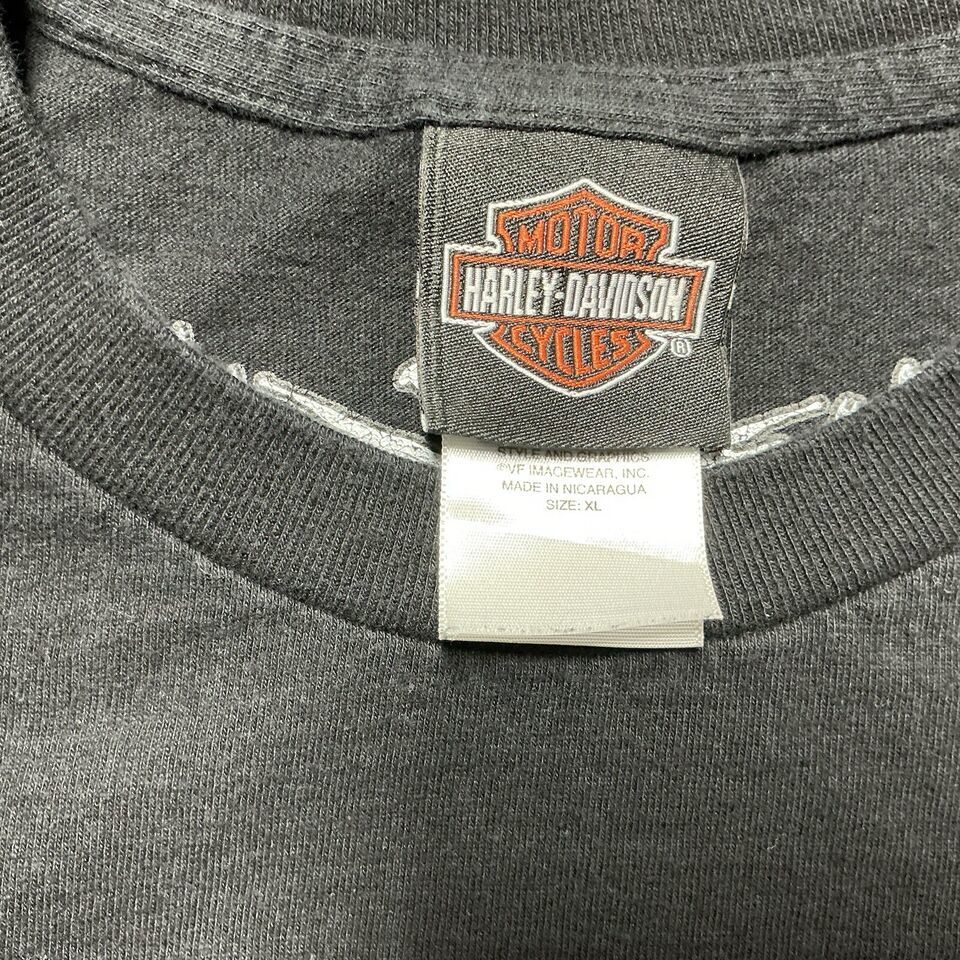 MOTOR
HARLEY-DAVIDSON
CYCLES
®
STYLE AND GRAPHICS
©VF IMAGEWEAR, INC.
MADE IN NICARAGUA
SIZE: XL